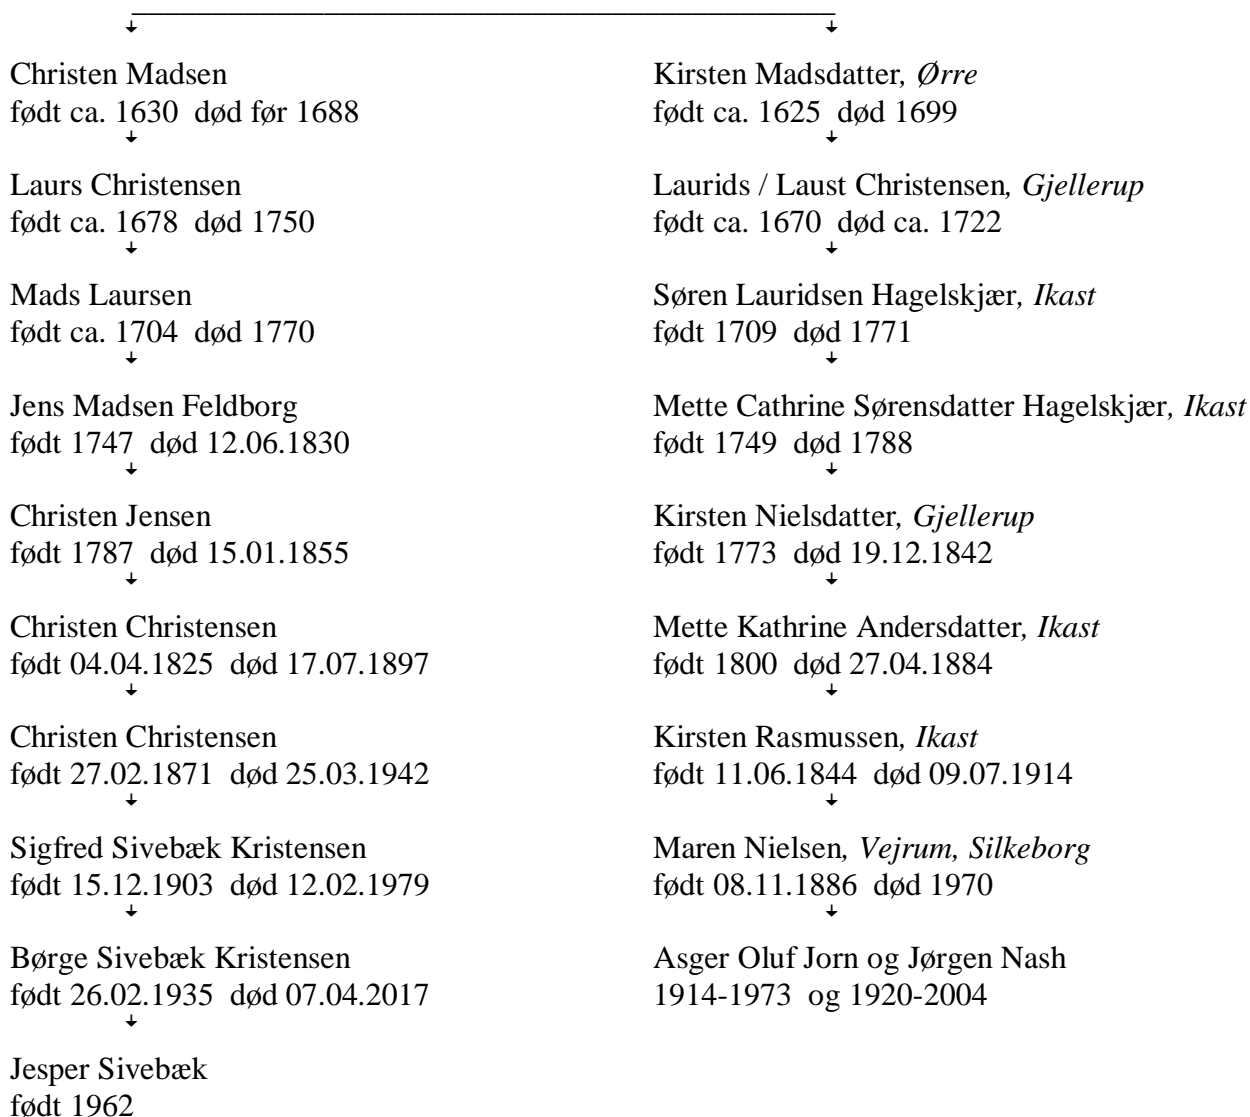 Christen Madsen
født ca. 1630  død før 1688
Laurs Christensen
født ca. 1678  død 1750
Mads Laursen
født ca. 1704  død 1770
Jens Madsen Feldborg
født 1747  død 12.06.1830
Christen Jensen
født 1787  død 15.01.1855
Christen Christensen
født 04.04.1825  død 17.07.1897
Christen Christensen
født 27.02.1871  død 25.03.1942
Sigfred Sivebæk Kristensen
født 15.12.1903  død 12.02.1979
Børge Sivebæk Kristensen
født 26.02.1935  død 07.04.2017
Jesper Sivebæk
født 1962
Kirsten Madsdatter, Ørre
født ca. 1625  død 1699
Laurids / Laust Christensen, Gjellerup
født ca. 1670  død ca. 1722
Søren Lauridsen Hagelskjær, Ikast
født 1709  død 1771
Mette Cathrine Sørensdatter Hagelskjær, Ikast
født 1749  død 1788
Kirsten Nielsdatter, Gjellerup
født 1773  død 19.12.1842
Mette Kathrine Andersdatter, Ikast
født 1800  død 27.04.1884
Kirsten Rasmussen, Ikast
født 11.06.1844  død 09.07.1914
Maren Nielsen, Vejrum, Silkeborg
født 08.11.1886  død 1970
Asger Oluf Jorn og Jørgen Nash
1914-1973  og 1920-2004